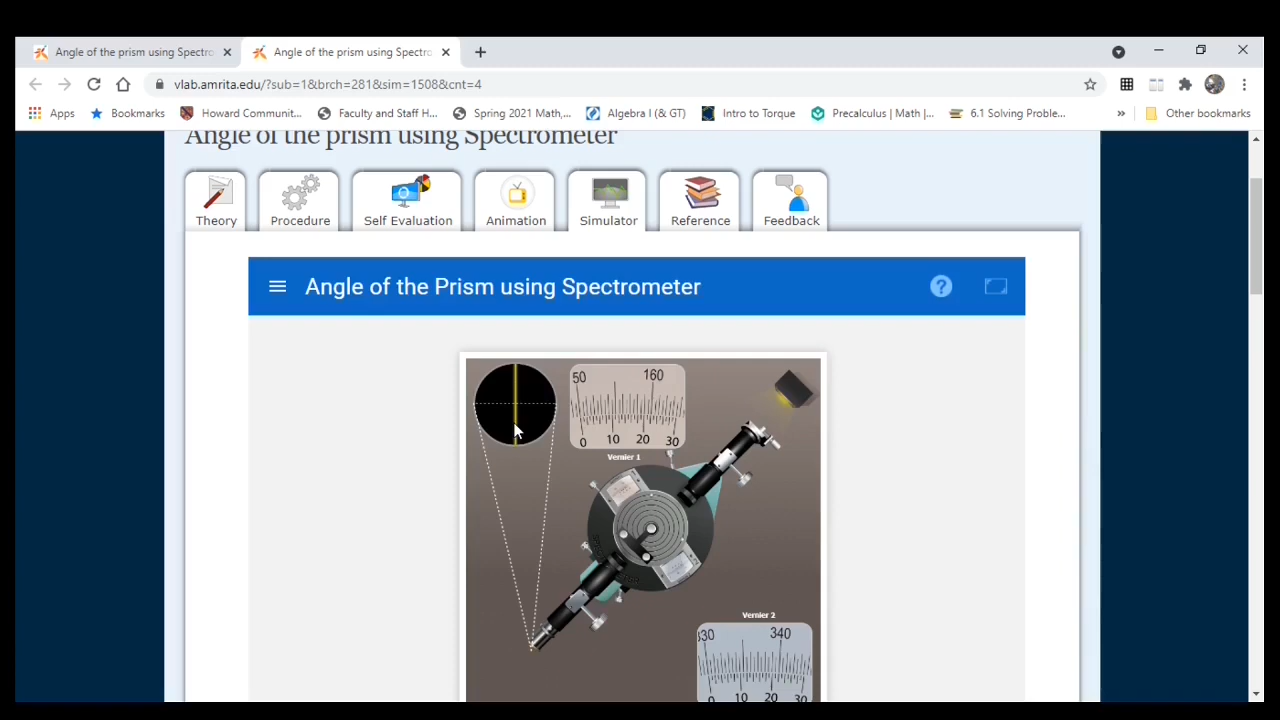 Angle of the prism using Spectro
Angle of the prism using Spectro
vlab.amrita.edu/?sub=1&brch=281&sim=1508&cnt=4
Apps Bookmarks Howard Communit... Faculty and Staff H... Spring 2021 Math,... Algebra I (& GT) Intro to Torque Precalculus | Math |... 6.1 Solving Proble... » Other bookmarks
Angle of the prism using Spectrometer
Theory Procedure Self Evaluation Animation Simulator Reference Feedback
Angle of the Prism using Spectrometer ?
50 160
0 10 20 30
Vernier 1
Vernier 2
330 340
0 10 20 30